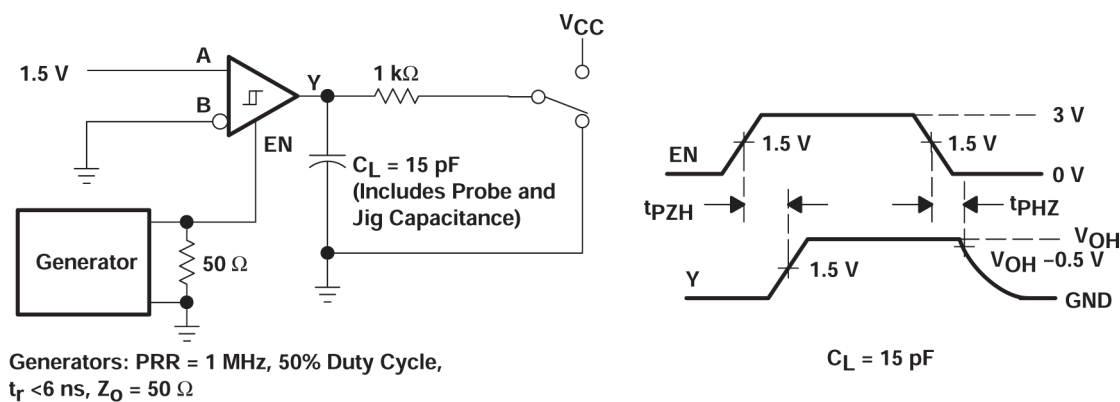 VCC
A
1.5 V
Y
1 kΩ
B
EN
CL = 15 pF
(Includes Probe and
Jig Capacitance)
Generator
50 Ω
Generators: PRR = 1 MHz, 50% Duty Cycle,
tr <6 ns, Zo = 50 Ω
3 V
EN
1.5 V
1.5 V
0 V
tPZH
tPHZ
VOH
VOH −0.5 V
Y
1.5 V
GND
CL = 15 pF